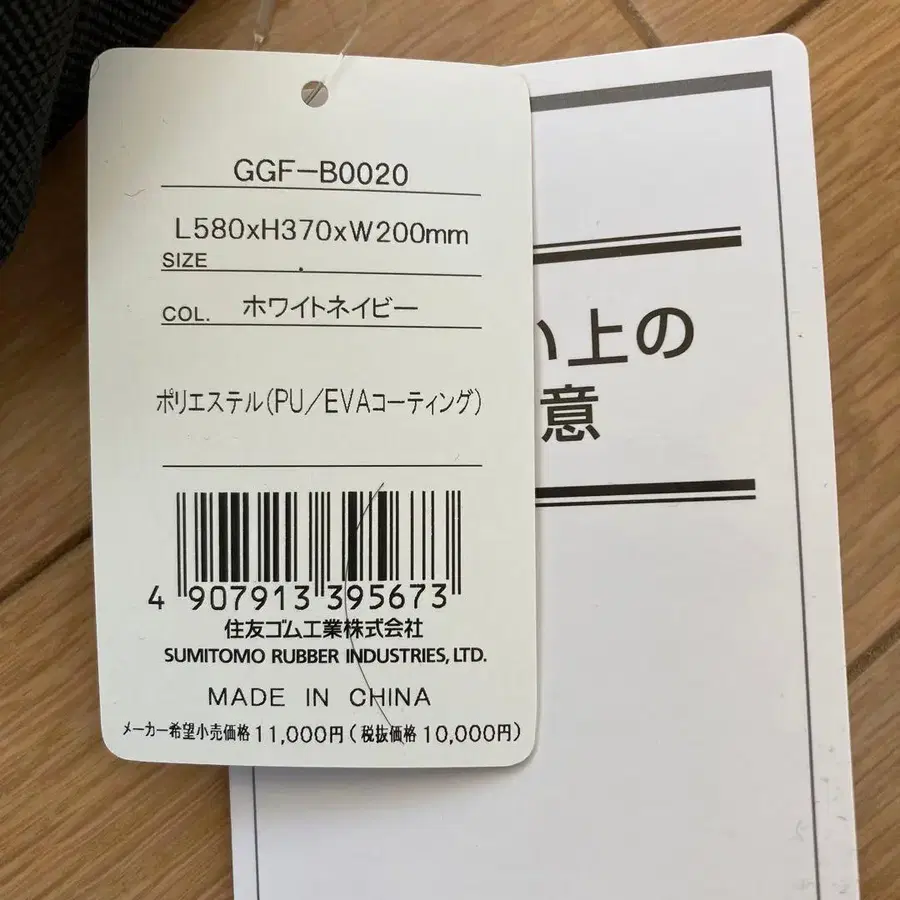 GGF-B0020
L580xH370xW200mm
SIZE
COL. ホワイトネイビー
ポリエステル(PU/EVAコーティング)
4 907913 395673
住友ゴム工業株式会社
SUMITOMO RUBBER INDUSTRIES, LTD.
MADE IN CHINA
メーカー希望小売価格11,000円(税抜価格10,000円)
い上の
意